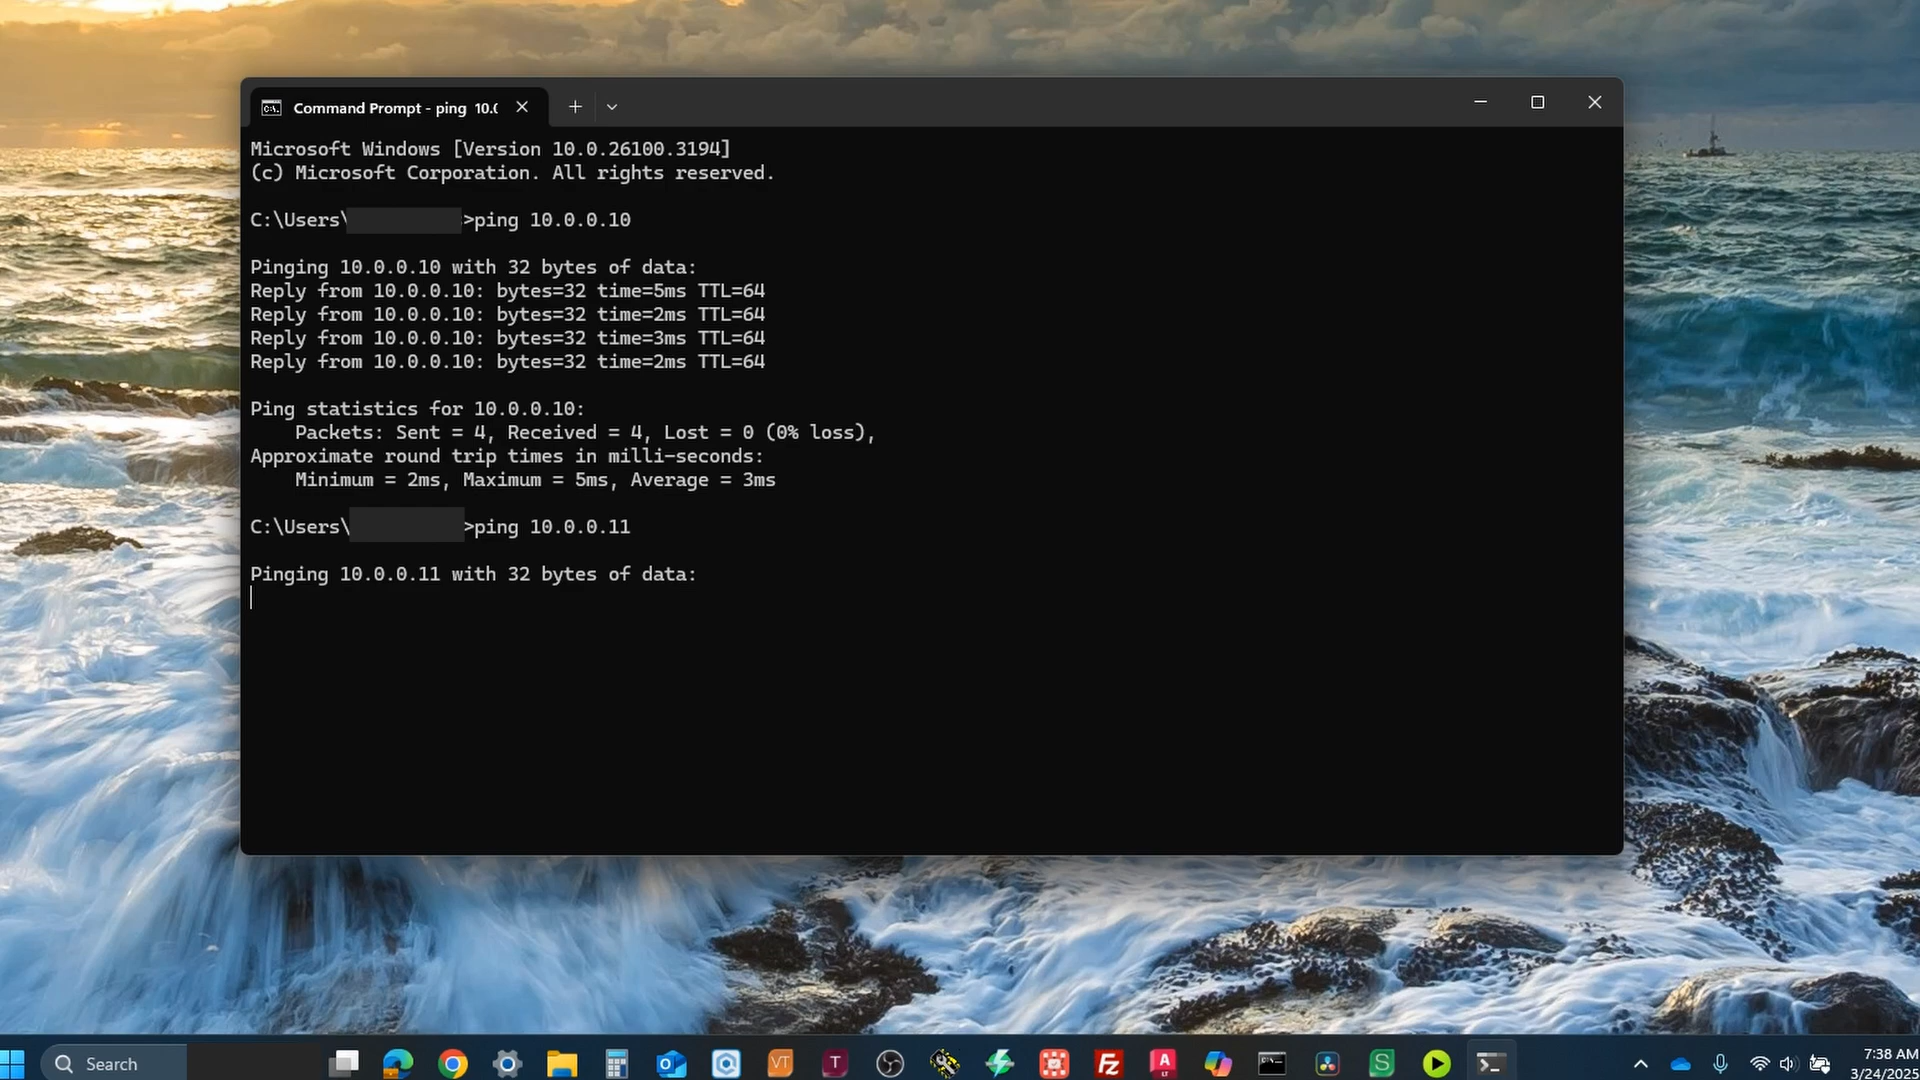 Command Prompt - ping 10.0
Microsoft Windows [Version 10.0.26100.3194]
(c) Microsoft Corporation. All rights reserved.
C:\Users\ >ping 10.0.0.10
Pinging 10.0.0.10 with 32 bytes of data:
Reply from 10.0.0.10: bytes=32 time=5ms TTL=64
Reply from 10.0.0.10: bytes=32 time=2ms TTL=64
Reply from 10.0.0.10: bytes=32 time=3ms TTL=64
Reply from 10.0.0.10: bytes=32 time=2ms TTL=64
Ping statistics for 10.0.0.10:
Packets: Sent = 4, Received = 4, Lost = 0 (0% loss),
Approximate round trip times in milli-seconds:
Minimum = 2ms, Maximum = 5ms, Average = 3ms
C:\Users\ >ping 10.0.0.11
Pinging 10.0.0.11 with 32 bytes of data:
Search
VT
T
FZ
A
LT
S
7:38 AM
3/24/2025